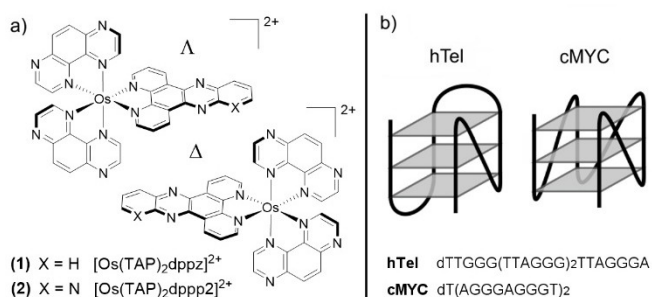 a)
Λ
2+
N
N
N
N
Os
N
N
N
N
N
N
N
N
X
2+
Δ
N
N
N
N
X
N
N
Os
N
N
N
N
N
N
(1) X = H [Os(TAP)₂dppz]²⁺
(2) X = N [Os(TAP)₂dppp2]²⁺
b)
hTel
cMYC
hTel dTTGGG(TTAGGG)₂TTAGGGA
cMYC dT(AGGGAGGGT)₂